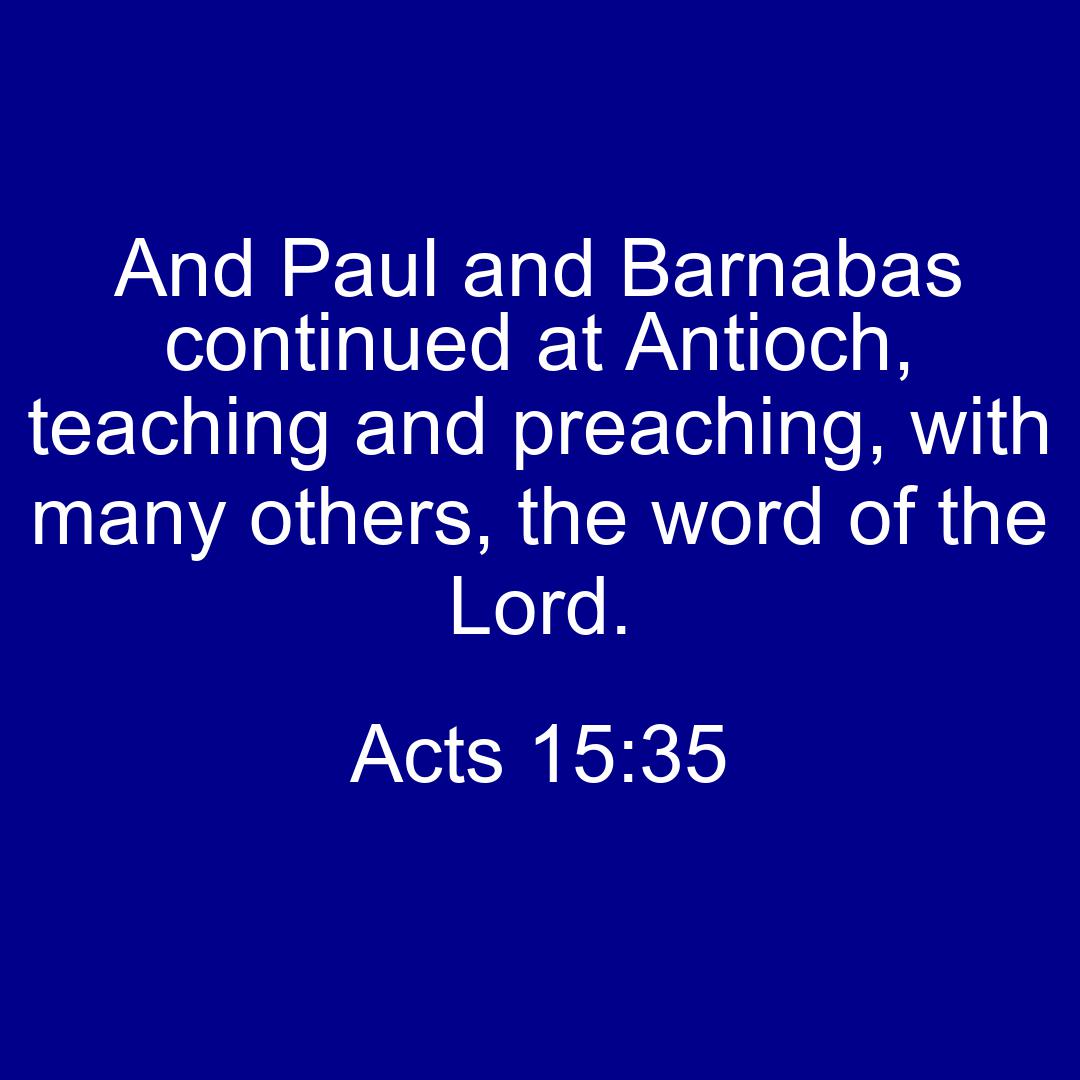 And Paul and Barnabas
continued at Antioch,
teaching and preaching, with
many others, the word of the
Lord.
Acts 15:35